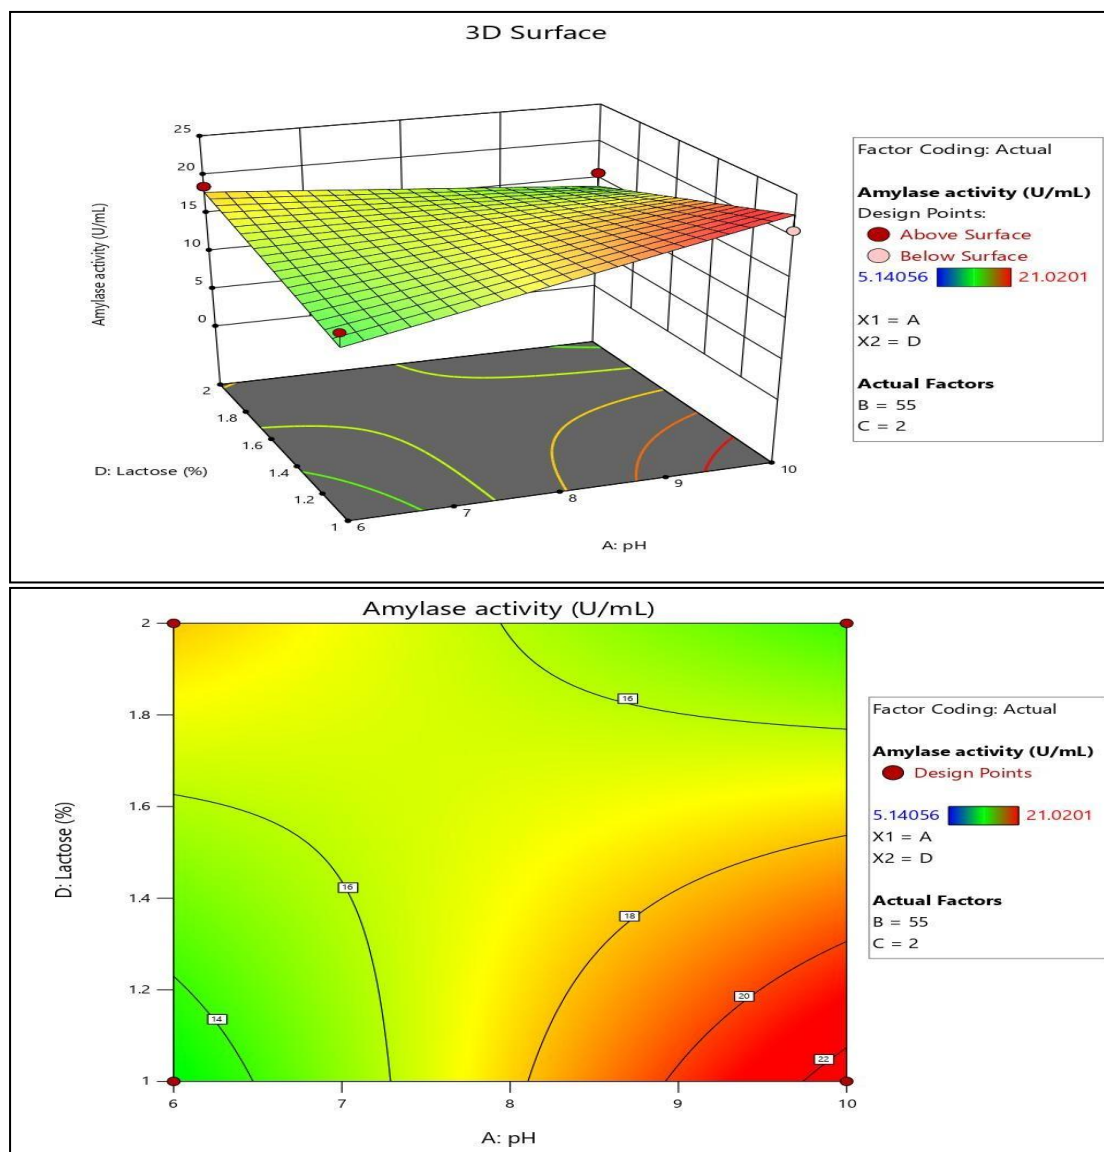 3D Surface
25
20
15
10
5
0
Amylase activity (U/mL)
2
1.8
1.6
1.4
1.2
1
D: Lactose (%)
6
7
8
9
10
A: pH
Factor Coding: Actual
Amylase activity (U/mL)
Design Points:
Above Surface
Below Surface
5.14056 21.0201
X1 = A
X2 = D
Actual Factors
B = 55
C = 2
Amylase activity (U/mL)
2
1.8
1.6
1.4
1.2
1
D: Lactose (%)
16
16
18
14
20
22
6 7 8 9 10
A: pH
Factor Coding: Actual
Amylase activity (U/mL)
Design Points
5.14056 21.0201
X1 = A
X2 = D
Actual Factors
B = 55
C = 2